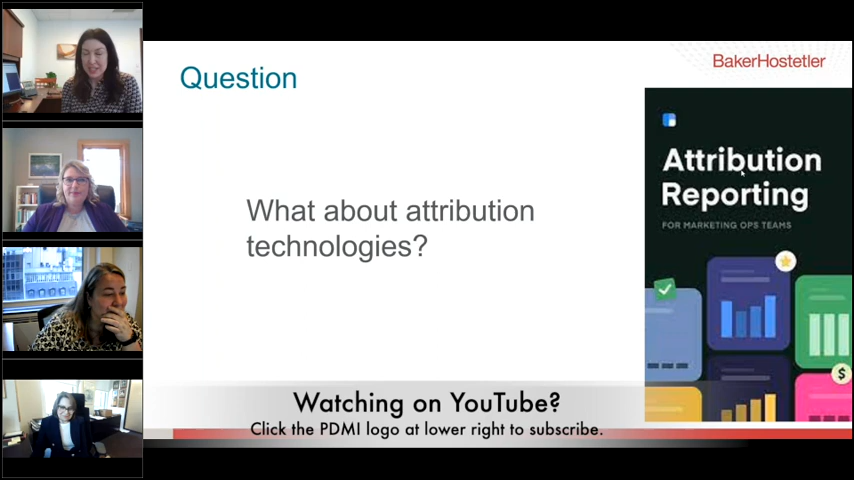 BakerHostetler
Question
Attribution
Reporting
FOR MARKETING OPS TEAMS
What about attribution
technologies?
$
Watching on YouTube?
Click the PDMI logo at lower right to subscribe.